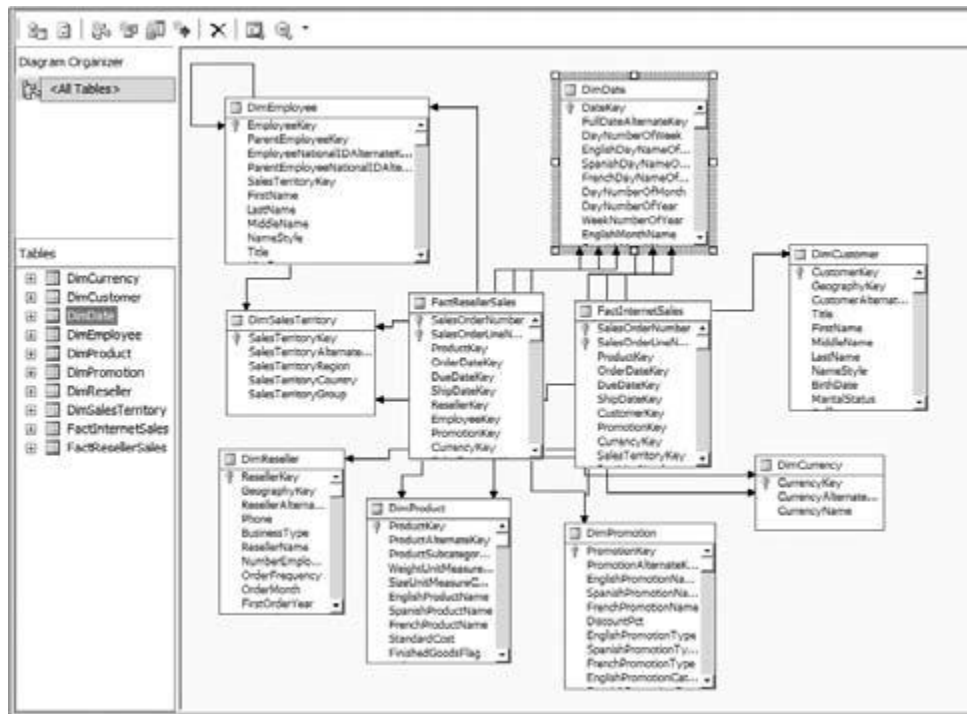 Diagram Organizer
<All Tables>
Tables
DimCurrency
DimCustomer
DimDate
DimEmployee
DimProduct
DimPromotion
DimReseller
DimSalesTerritory
FactInternetSales
FactResellerSales
DimEmployee
EmployeeKey
ParentEmployeeKey
EmployeeNationalIDAlternateK...
ParentEmployeeNationalIDAlte...
SalesTerritoryKey
FirstName
LastName
MiddleName
NameStyle
Title
DimDate
DateKey
FullDateAlternateKey
DayNumberOfWeek
EnglishDayNameOf...
SpanishDayNameO...
FrenchDayNameOf...
DayNumberOfMonth
DayNumberOfYear
WeekNumberOfYear
EnglishMonthName
DimCustomer
CustomerKey
GeographyKey
CustomerAlternat...
Title
FirstName
MiddleName
LastName
NameStyle
BirthDate
MaritalStatus
DimSalesTerritory
SalesTerritoryKey
SalesTerritoryAlternate...
SalesTerritoryRegion
SalesTerritoryCountry
SalesTerritoryGroup
FactResellerSales
SalesOrderNumber
SalesOrderLineN...
ProductKey
OrderDateKey
DueDateKey
ShipDateKey
ResellerKey
EmployeeKey
PromotionKey
CurrencyKey
FactInternetSales
SalesOrderNumber
SalesOrderLineN...
ProductKey
OrderDateKey
DueDateKey
ShipDateKey
CustomerKey
PromotionKey
CurrencyKey
SalesTerritoryKey
DimReseller
ResellerKey
GeographyKey
ResellerAlterna...
Phone
BusinessType
ResellerName
NumberEmplo...
OrderFrequency
OrderMonth
FirstOrderYear
DimProduct
ProductKey
ProductAlternateKey
ProductSubcategor...
WeightUnitMeasure...
SizeUnitMeasureC...
EnglishProductName
SpanishProductName
FrenchProductName
StandardCost
FinishedGoodsFlag
DimPromotion
PromotionKey
PromotionAlternateK...
EnglishPromotionNa...
SpanishPromotionNa...
FrenchPromotionName
DiscountPct
EnglishPromotionType
SpanishPromotionTy...
FrenchPromotionType
EnglishPromotionCat...
DimCurrency
CurrencyKey
CurrencyAlternate...
CurrencyName